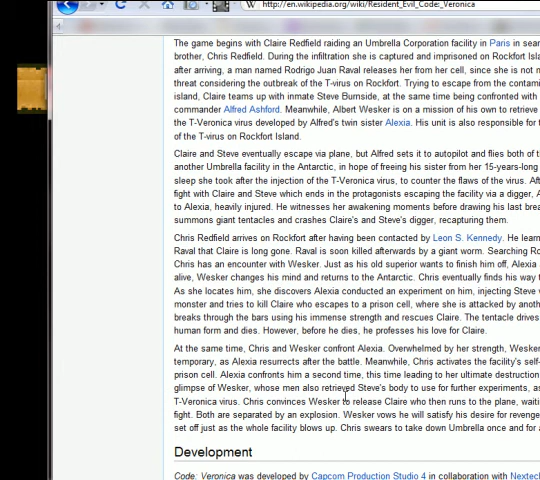 http://en.wikipedia.org/wiki/Resident_Evil_Code:_Veronica
The game begins with Claire Redfield raiding an Umbrella Corporation facility in Paris in sear
brother, Chris Redfield. During the infiltration she is captured and imprisoned on Rockfort Isla
after arriving, a man named Rodrigo Juan Raval releases her from her cell, since she is not m
threat considering the outbreak of the T-virus on Rockfort. Trying to escape from the contami
island, Claire teams up with inmate Steve Burnside, at the same time being confronted with
commander Alfred Ashford. Meanwhile, Albert Wesker is on a mission of his own to retrieve
the T-Veronica virus developed by Alfred's twin sister Alexia. His unit is also responsible for t
of the T-virus on Rockfort Island.
Claire and Steve eventually escape via plane, but Alfred sets it to autopilot and flies both of t
another Umbrella facility in the Antarctic, in hope of freeing his sister from her 15-years-long
sleep she took after the injection of the T-Veronica virus, to counter the flaws of the virus. Aft
fight with Claire and Steve which ends in the protagonists escaping the facility via a digger, A
to Alexia, heavily injured. He witnesses her awakening moments before drawing his last brea
summons giant tentacles and crashes Claire's and Steve's digger, recapturing them.
Chris Redfield arrives on Rockfort after having been contacted by Leon S. Kennedy. He learn
Raval that Claire is long gone. Raval is soon killed afterwards by a giant worm. Searching Ro
Chris has an encounter with Wesker. Just as his old superior wants to finish him off, Alexia
alive, Wesker changes his mind and returns to the Antarctic. Chris eventually finds his way t
As she locates him, she discovers Alexia conducted an experiment on him, injecting Steve w
monster and tries to kill Claire who escapes to a prison cell, where she is attacked by anoth
breaks through the bars using his immense strength and rescues Claire. The tentacle drives
human form and dies. However, before he dies, he professes his love for Claire.
At the same time, Chris and Wesker confront Alexia. Overwhelmed by her strength, Wesker
temporary, as Alexia resurrects after the battle. Meanwhile, Chris activates the facility's self-
prison cell. Alexia confronts him a second time, this time leading to her ultimate destruction
glimpse of Wesker, whose men also retrieved Steve's body to use for further experiments, as
T-Veronica virus. Chris convinces Wesker to release Claire who then runs to the plane, waiti
fight. Both are separated by an explosion. Wesker vows he will satisfy his desire for revenge
set off just as the whole facility blows up. Chris swears to take down Umbrella once and for a
Development
Code: Veronica was developed by Capcom Production Studio 4 in collaboration with Nextec